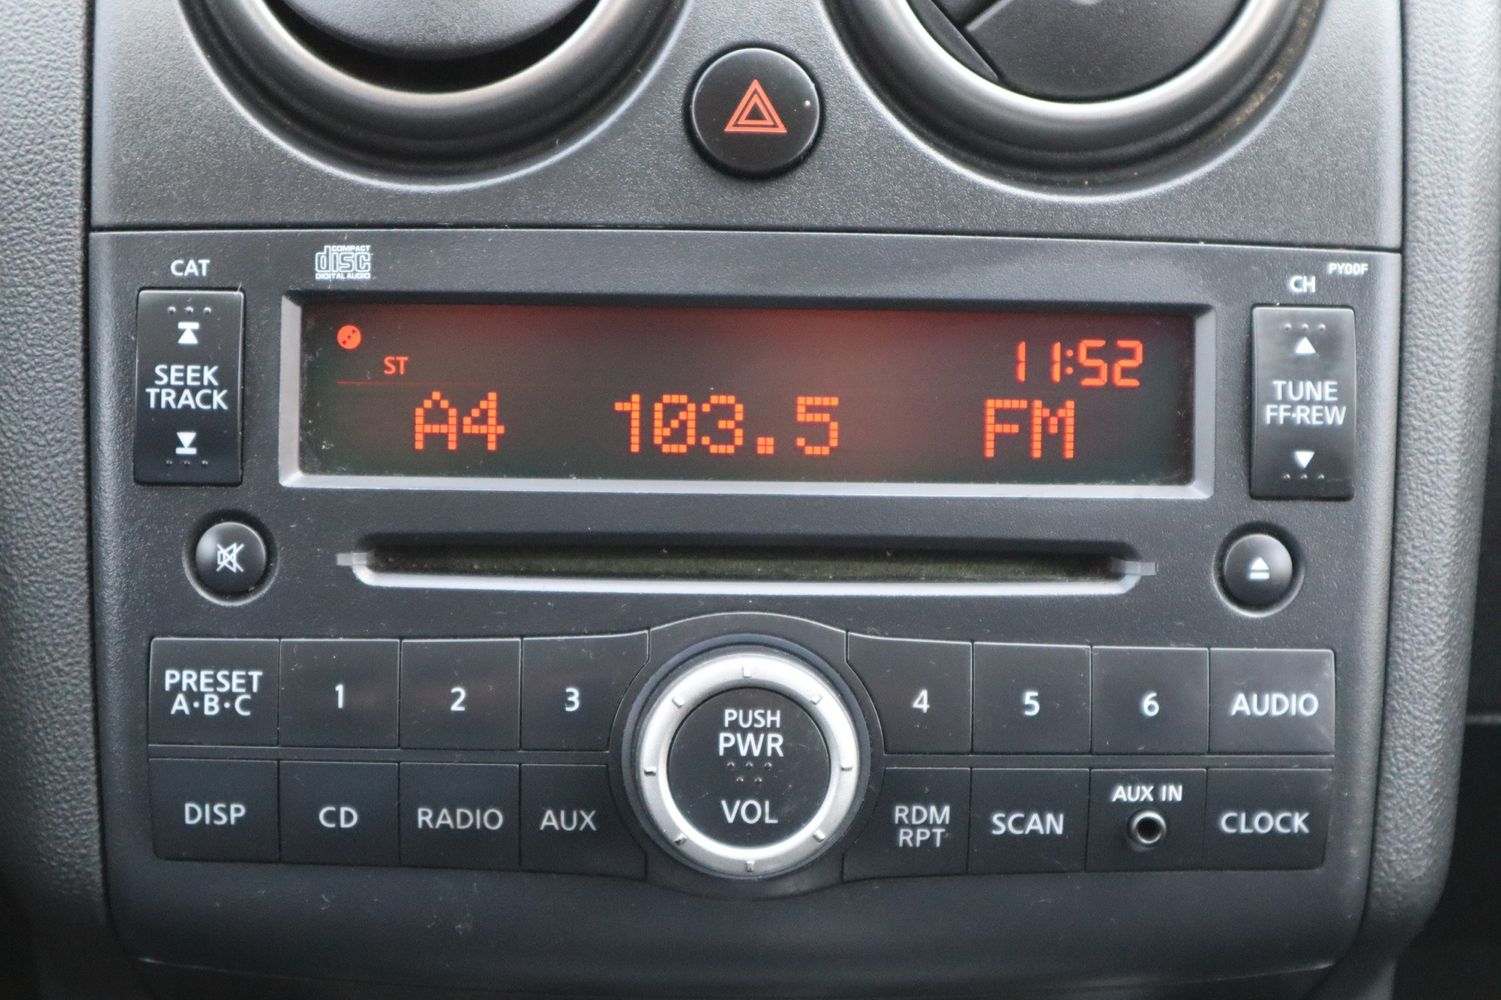 CAT
COMPACT
disc
DIGITAL AUDIO
PY00F
CH
SEEK
TRACK
ST
11:52
A4 103.5 FM
TUNE
FF·REW
PRESET
A·B·C
1
2
3
PUSH
PWR
VOL
4
5
6
AUDIO
DISP
CD
RADIO
AUX
RDM
RPT
SCAN
AUX IN
CLOCK